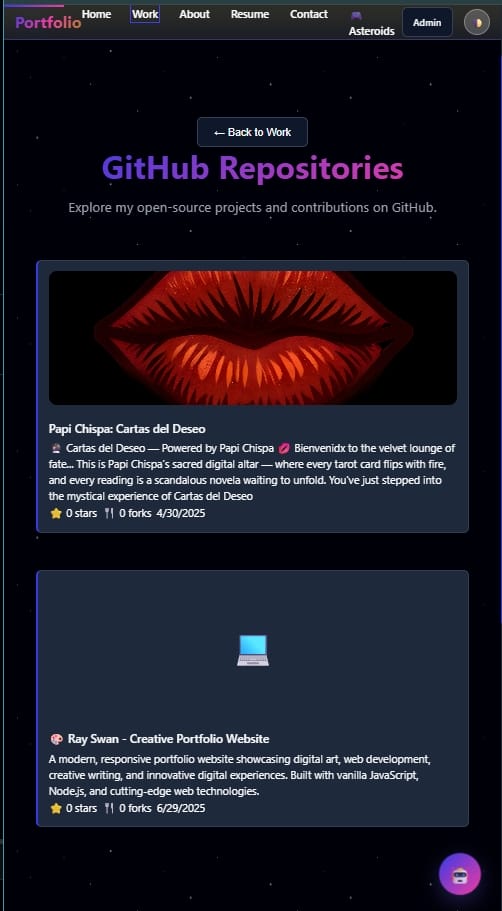 Portfolio
Home
Work
About
Resume
Contact
🎮 Asteroids
Admin
← Back to Work
GitHub Repositories
Explore my open-source projects and contributions on GitHub.
Papi Chispa: Cartas del Deseo
🔮 Cartas del Deseo — Powered by Papi Chispa 💋 Bienvenidx to the velvet lounge of
fate... This is Papi Chispa's sacred digital altar — where every tarot card flips with fire,
and every reading is a scandalous novela waiting to unfold. You've just stepped into
the mystical experience of Cartas del Deseo
⭐ 0 stars 🍴 0 forks 4/30/2025
🎨 Ray Swan - Creative Portfolio Website
A modern, responsive portfolio website showcasing digital art, web development,
creative writing, and innovative digital experiences. Built with vanilla JavaScript,
Node.js, and cutting-edge web technologies.
⭐ 0 stars 🍴 0 forks 6/29/2025